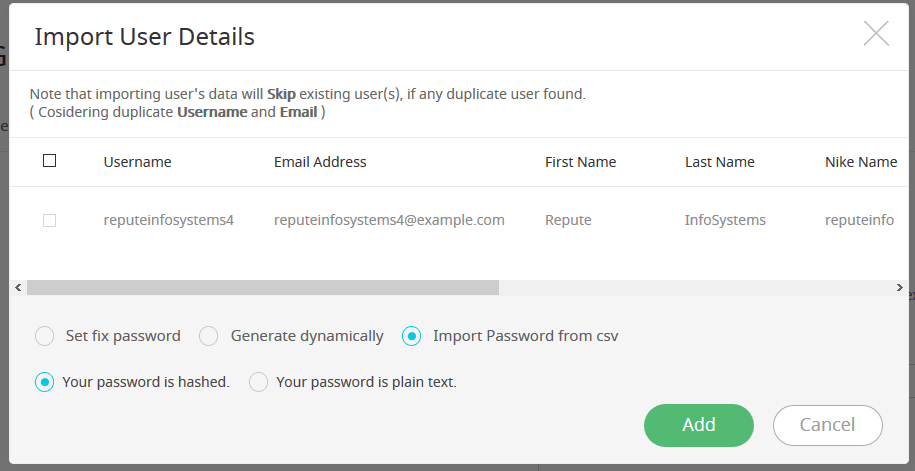 Import User Details
Note that importing user's data will Skip existing user(s), if any duplicate user found.
( Cosidering duplicate Username and Email )
Username Email Address First Name Last Name Nike Name
reputeinfosystems4 reputeinfosystems4@example.com Repute InfoSystems reputeinfo
Set fix password Generate dynamically Import Password from csv
Your password is hashed. Your password is plain text.
Add Cancel